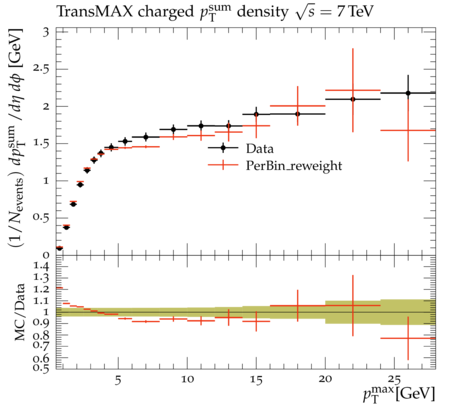 TransMAX charged p_T^sum density √s = 7 TeV
(1/N_events) dp_T^sum/dη dϕ [GeV]
3
2.5
2
1.5
1
0.5
0
Data
PerBin_reweight
MC/Data
1.4
1.3
1.2
1.1
1
0.9
0.8
0.7
0.6
0.5
5 10 15 20 25
p_T^max[GeV]